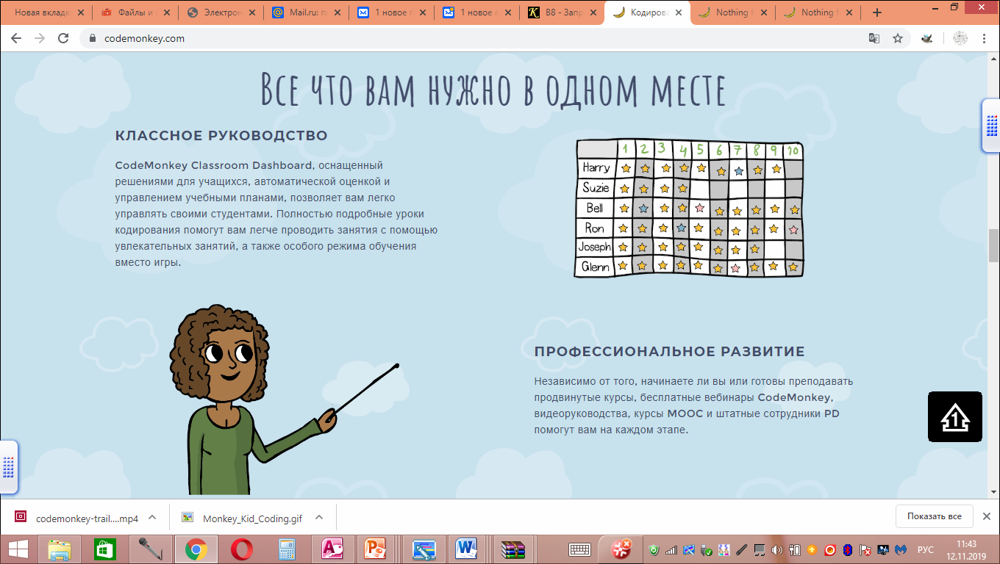 Новая вкладк
Файлы и
Электрон
Mail.ru: п
1 новое п
1 новое п
B8 - Запр
Кодирова
Nothing f
Nothing f
codemonkey.com
Все что вам нужно в одном месте
КЛАССНОЕ РУКОВОДСТВО
CodeMonkey Classroom Dashboard, оснащенный
решениями для учащихся, автоматической оценкой и
управлением учебными планами, позволяет вам легко
управлять своими студентами. Полностью подробные уроки
кодирования помогут вам легче проводить занятия с помощью
увлекательных занятий, а также особого режима обучения
вместо игры.
1 2 3 4 5 6 7 8 9 10
Harry
Suzie
Bell
Ron
Joseph
Glenn
ПРОФЕССИОНАЛЬНОЕ РАЗВИТИЕ
Независимо от того, начинаете ли вы или готовы преподавать
продвинутые курсы, бесплатные вебинары CodeMonkey,
видеоруководства, курсы MOOC и штатные сотрудники PD
помогут вам на каждом этапе.
1
codemonkey-trail....mp4
Monkey_Kid_Coding.gif
Показать все
РУС
11:43
12.11.2019